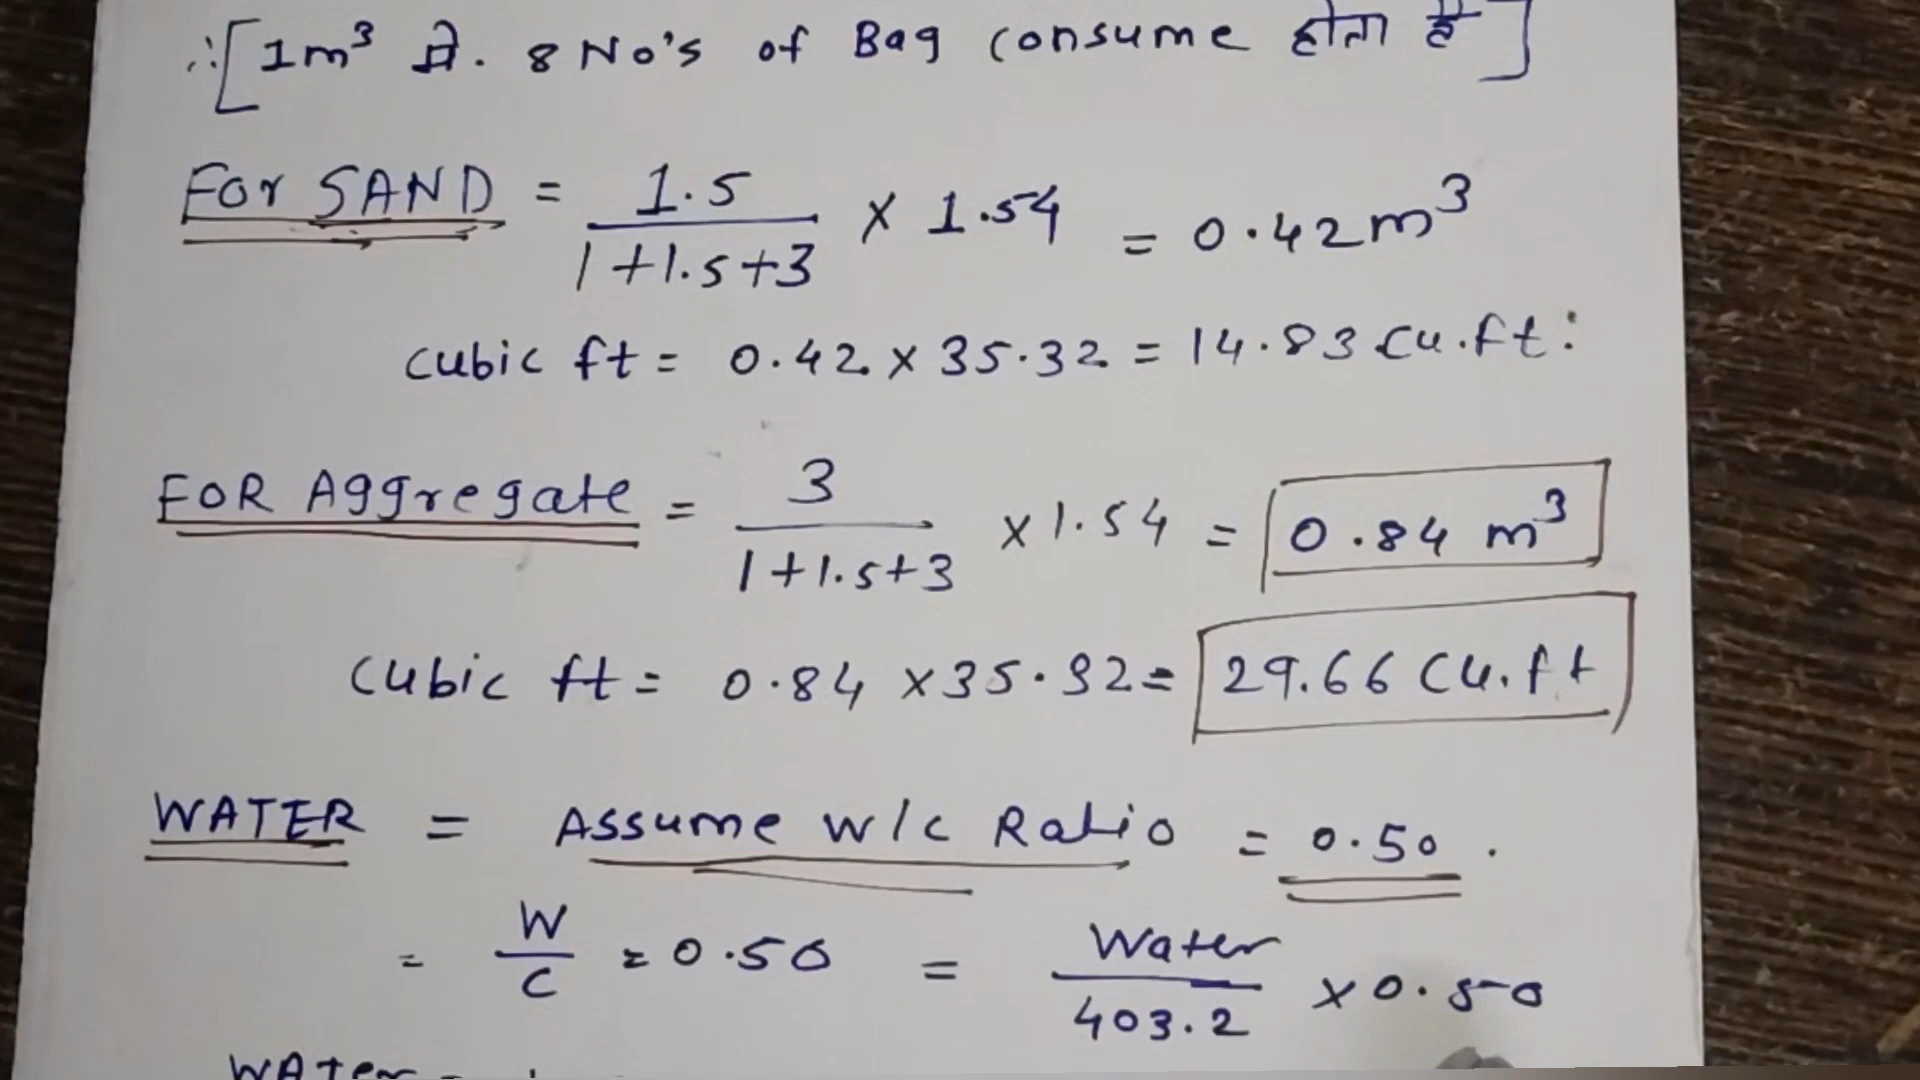 ∴[1m³ मे. 8 No's of Bag consume होता है]
For SAND = 1.5 / 1+1.5+3 × 1.54 = 0.42m³
cubic ft = 0.42 × 35.32 = 14.83 cu.ft:
FOR Aggregate = 3 / 1+1.5+3 × 1.54 = 0.84 m³
cubic ft = 0.84 × 35.32 = 29.66 cu.ft
WATER = Assume w/c Ratio = 0.50.
= W/C = 0.50 = Water / 403.2 × 0.50
WATer =